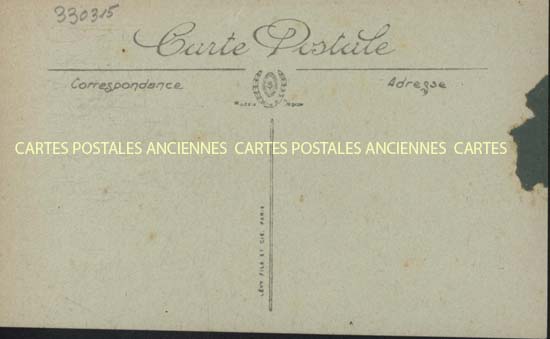 330315
Carte Postale
Correspondance
Adresse
CARTES POSTALES ANCIENNES CARTES POSTALES ANCIENNES CARTES
LÉVY FILS ET CIE. PARIS